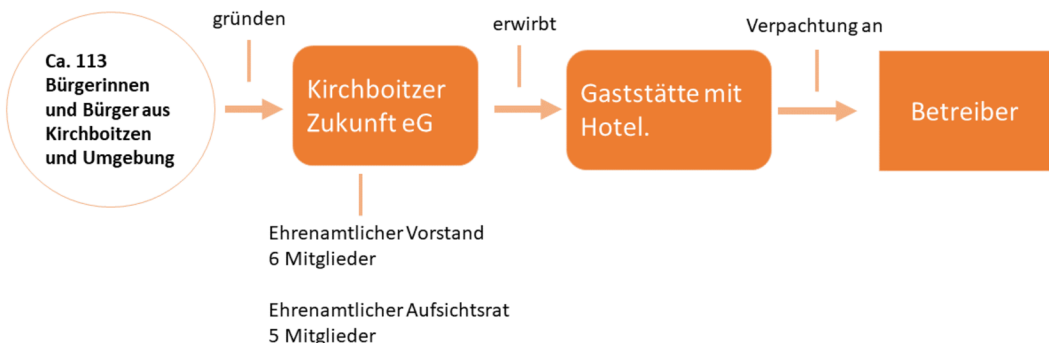 gründen
erwirbt
Verpachtung an
Ca. 113
Bürgerinnen
und Bürger aus
Kirchboitzen
und Umgebung
Kirchboitzer
Zukunft eG
Gaststätte mit
Hotel.
Betreiber
Ehrenamtlicher Vorstand
6 Mitglieder
Ehrenamtlicher Aufsichtsrat
5 Mitglieder